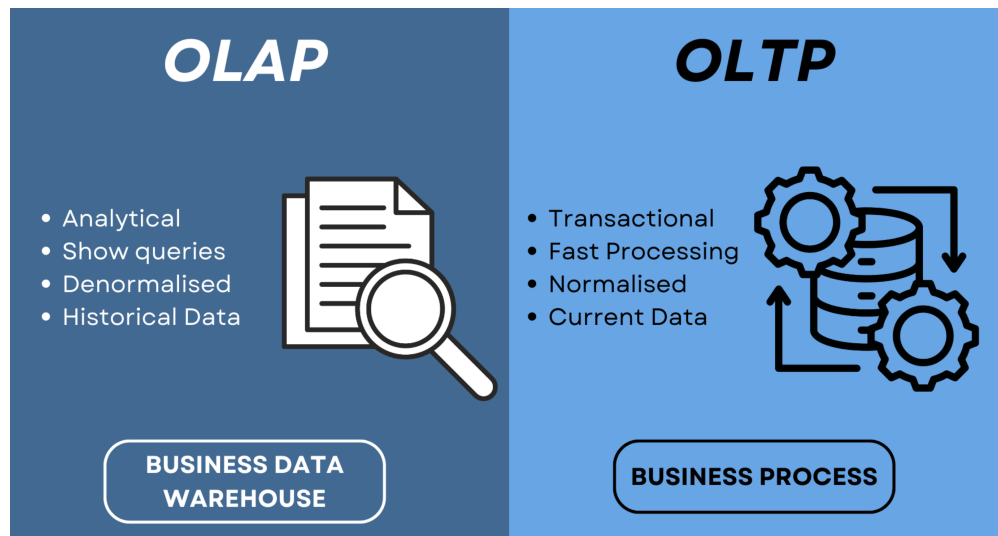 OLAP
• Analytical
• Show queries
• Denormalised
• Historical Data
BUSINESS DATA
WAREHOUSE
OLTP
• Transactional
• Fast Processing
• Normalised
• Current Data
BUSINESS PROCESS